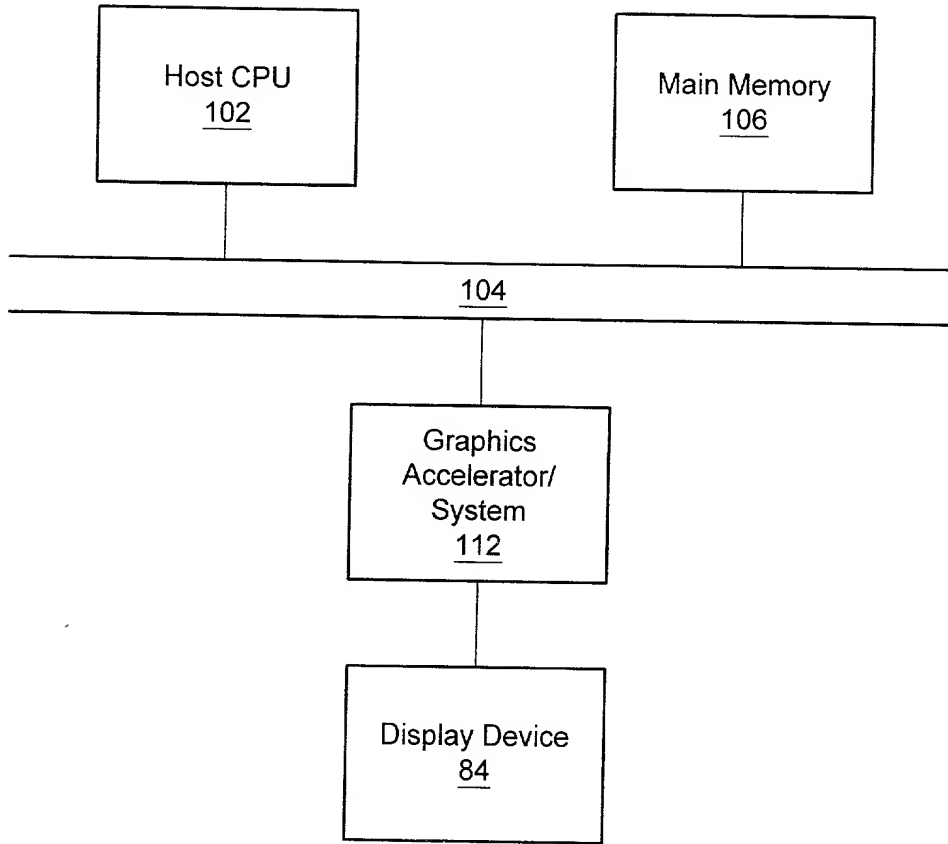 Host CPU
102
Main Memory
106
104
Graphics
Accelerator/
System
112
Display Device
84